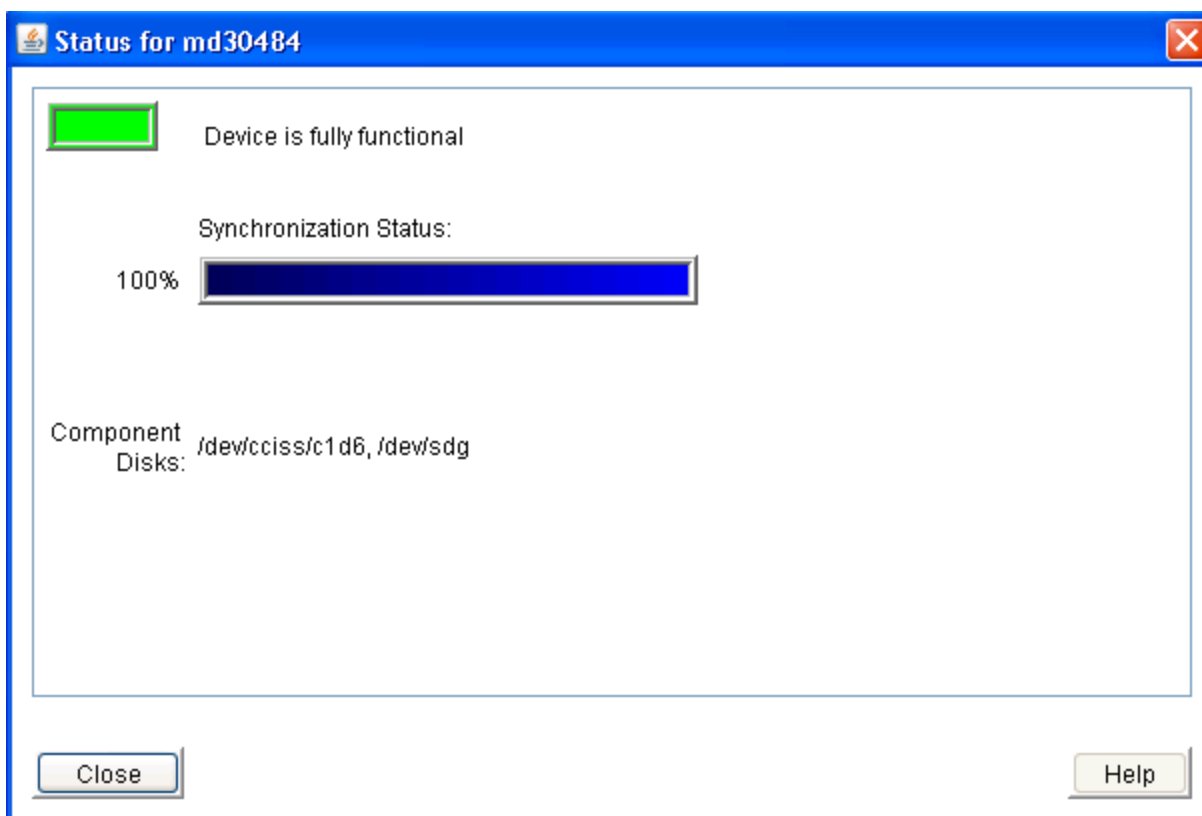 Status for md30484
Device is fully functional
Synchronization Status:
100%
Component
Disks:
/dev/cciss/c1d6, /dev/sdg
Close
Help